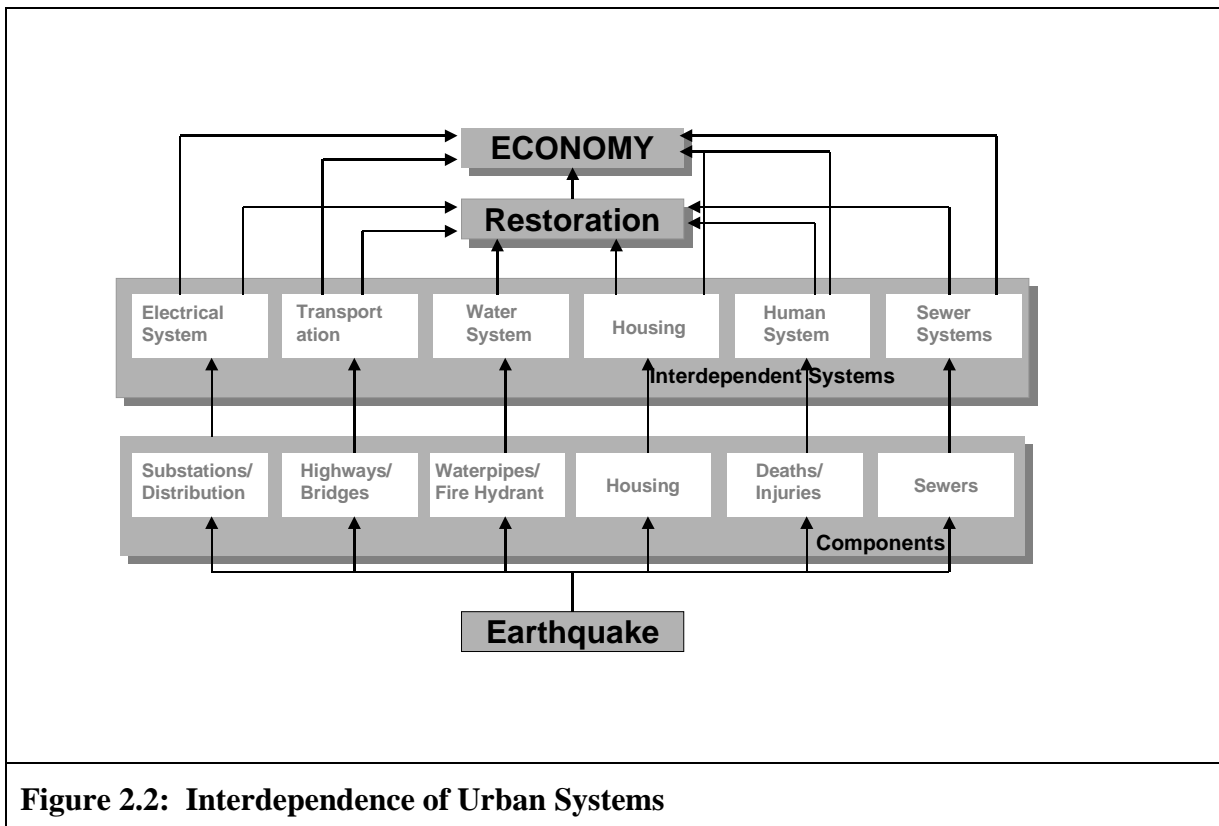 ECONOMY
Restoration
Electrical
System
Transport
ation
Water
System
Housing
Human
System
Sewer
Systems
Interdependent Systems
Substations/
Distribution
Highways/
Bridges
Waterpipes/
Fire Hydrant
Housing
Deaths/
Injuries
Sewers
Components
Earthquake
Figure 2.2: Interdependence of Urban Systems